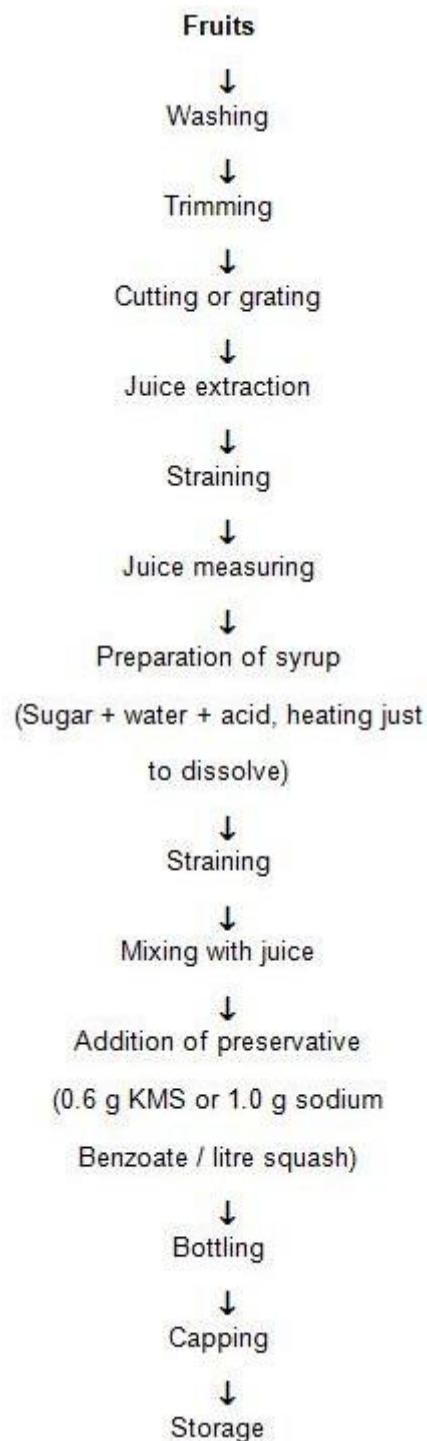 Fruits
↓
Washing
↓
Trimming
↓
Cutting or grating
↓
Juice extraction
↓
Straining
↓
Juice measuring
↓
Preparation of syrup
(Sugar + water + acid, heating just
to dissolve)
↓
Straining
↓
Mixing with juice
↓
Addition of preservative
(0.6 g KMS or 1.0 g sodium
Benzoate / litre squash)
↓
Bottling
↓
Capping
↓
Storage